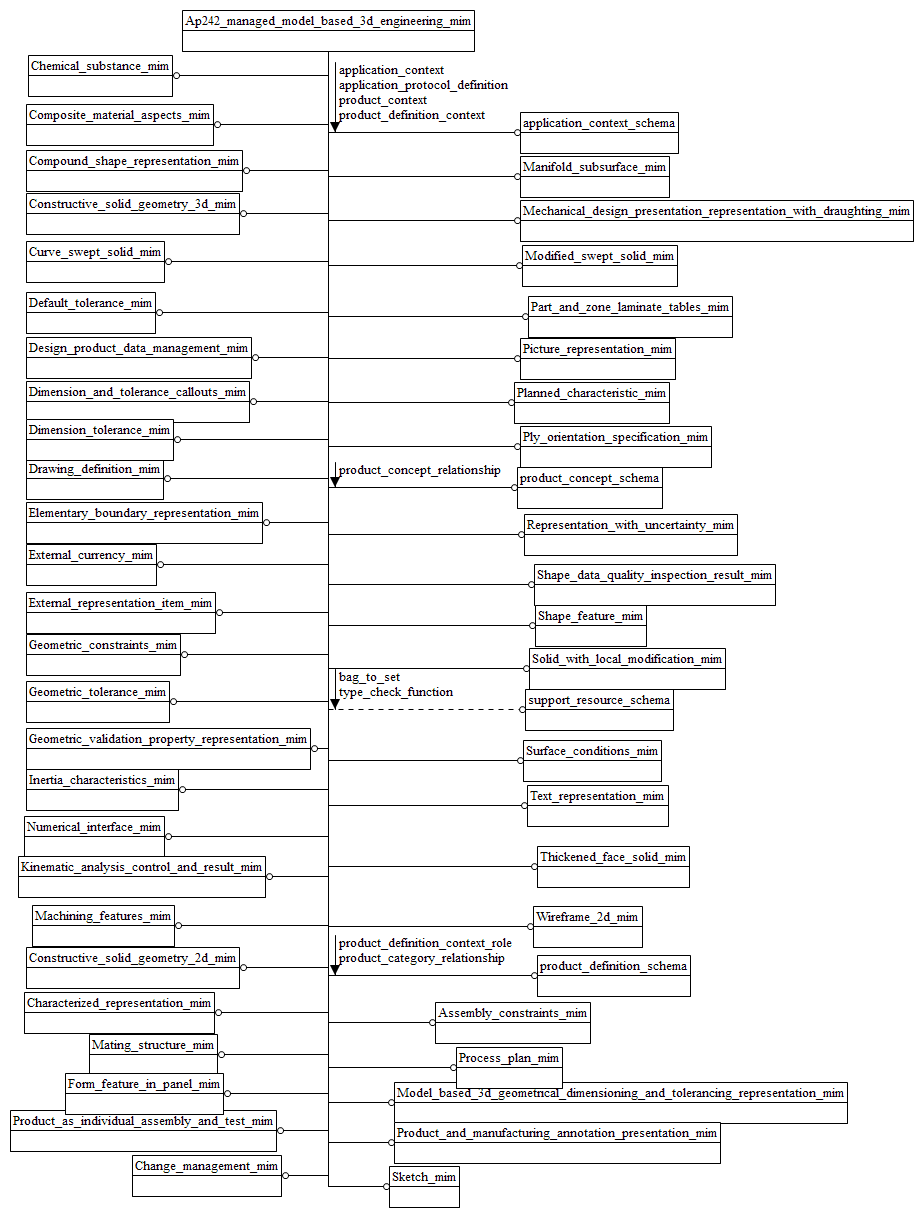 Ap242_managed_model_based_3d_engineering_mim
Chemical_substance_mim
application_context
application_protocol_definition
product_context
product_definition_context
Composite_material_aspects_mim
application_context_schema
Compound_shape_representation_mim
Manifold_subsurface_mim
Constructive_solid_geometry_3d_mim
Mechanical_design_presentation_representation_with_draughting_mim
Curve_swept_solid_mim
Modified_swept_solid_mim
Default_tolerance_mim
Part_and_zone_laminate_tables_mim
Design_product_data_management_mim
Picture_representation_mim
Dimension_and_tolerance_callouts_mim
Planned_characteristic_mim
Dimension_tolerance_mim
Ply_orientation_specification_mim
Drawing_definition_mim
product_concept_relationship
product_concept_schema
Elementary_boundary_representation_mim
Representation_with_uncertainty_mim
External_currency_mim
Shape_data_quality_inspection_result_mim
External_representation_item_mim
Shape_feature_mim
Geometric_constraints_mim
Solid_with_local_modification_mim
bag_to_set
type_check_function
Geometric_tolerance_mim
support_resource_schema
Geometric_validation_property_representation_mim
Surface_conditions_mim
Inertia_characteristics_mim
Text_representation_mim
Numerical_interface_mim
Thickened_face_solid_mim
Kinematic_analysis_control_and_result_mim
Machining_features_mim
Wireframe_2d_mim
product_definition_context_role
product_category_relationship
Constructive_solid_geometry_2d_mim
product_definition_schema
Characterized_representation_mim
Assembly_constraints_mim
Mating_structure_mim
Process_plan_mim
Form_feature_in_panel_mim
Model_based_3d_geometrical_dimensioning_and_tolerancing_representation_mim
Product_as_individual_assembly_and_test_mim
Product_and_manufacturing_annotation_presentation_mim
Change_management_mim
Sketch_mim